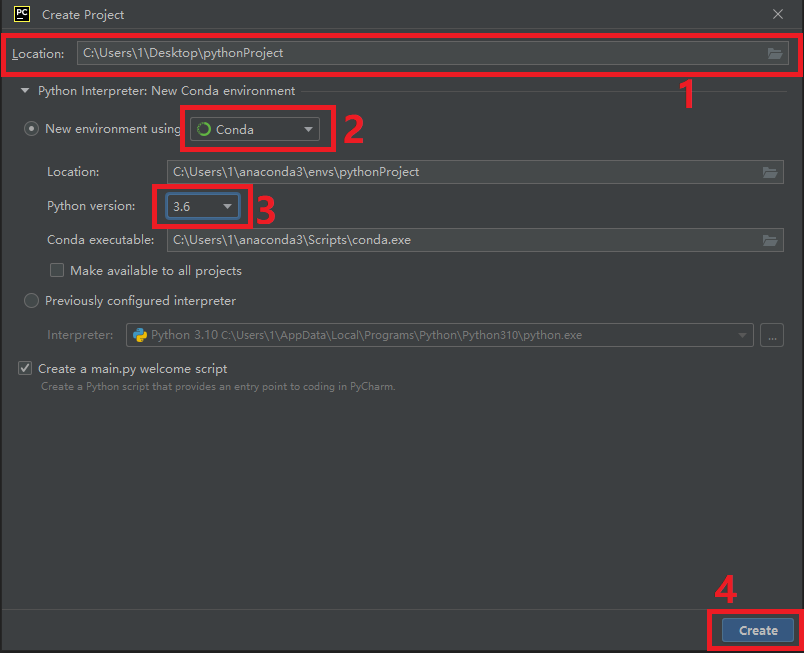 PC Create Project
Location: C:\Users\1\Desktop\pythonProject
1
Python Interpreter: New Conda environment
New environment using Conda 2
Location: C:\Users\1\anaconda3\envs\pythonProject
Python version: 3.6 3
Conda executable: C:\Users\1\anaconda3\Scripts\conda.exe
Make available to all projects
Previously configured interpreter
Interpreter: Python 3.10 C:\Users\1\AppData\Local\Programs\Python\Python310\python.exe ...
Create a main.py welcome script
Create a Python script that provides an entry point to coding in PyCharm.
4
Create